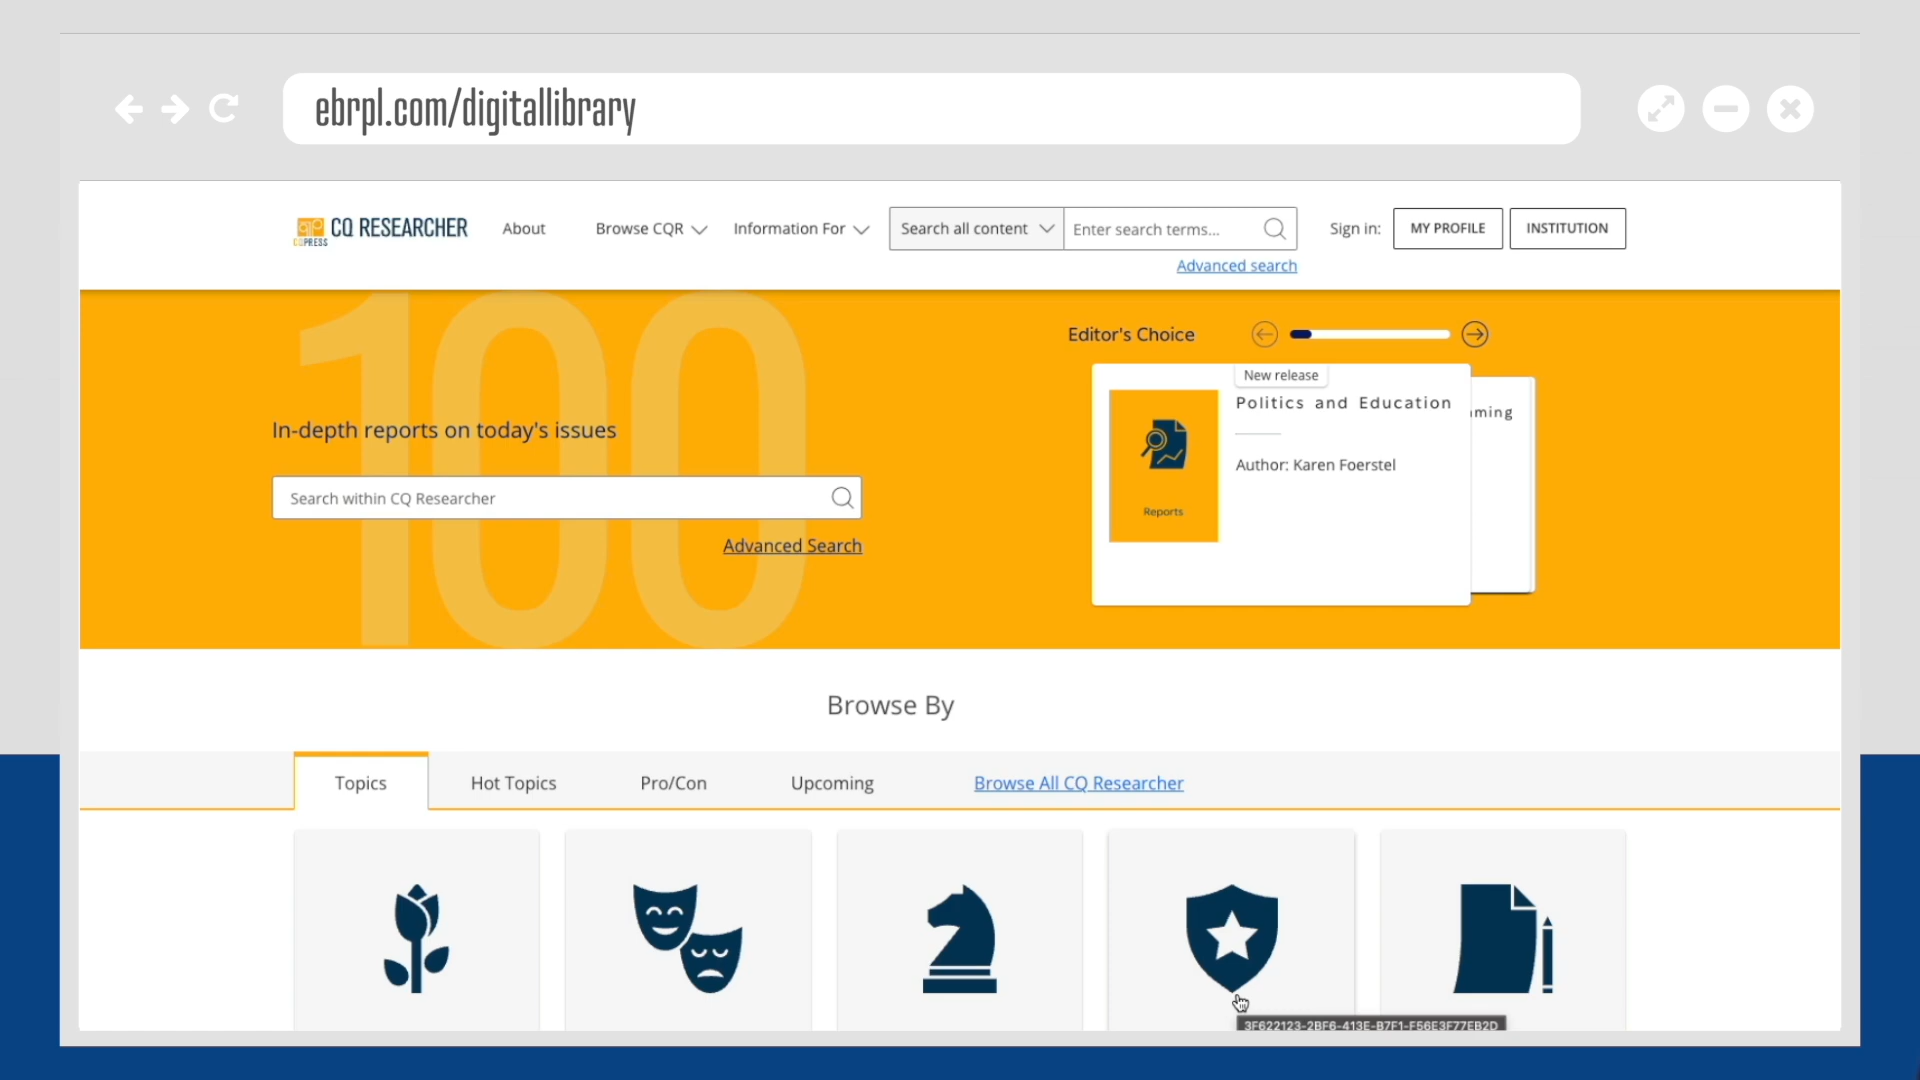 ebrpl.com/digitallibrary
CQ PRESS
CQ RESEARCHER
About
Browse CQR
Information For
Search all content
Enter search terms...
Sign in:
MY PROFILE
INSTITUTION
Advanced search
100
Editor's Choice
New release
Politics and Education
Author: Karen Foerstel
Reports
In-depth reports on today's issues
Search within CQ Researcher
Advanced Search
Browse By
Topics
Hot Topics
Pro/Con
Upcoming
Browse All CQ Researcher
3F622123-2BF6-413E-B7F1-F56E3F77EB2D